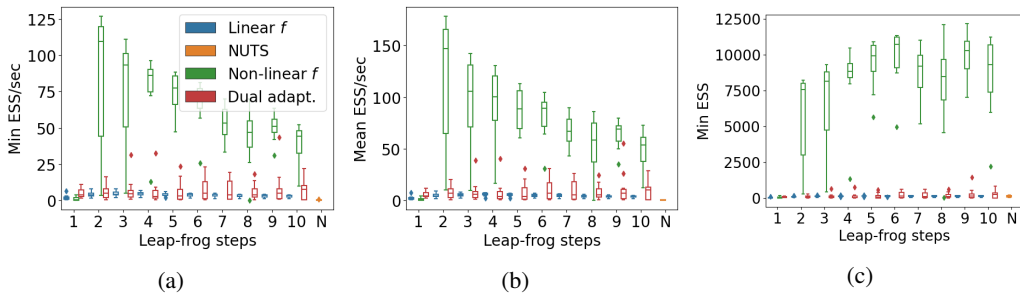 Min ESS/sec
125
100
75
50
25
0
Linear f
NUTS
Non-linear f
Dual adapt.
1 2 3 4 5 6 7 8 9 10 N
Leap-frog steps
(a)
Mean ESS/sec
150
100
50
0
1 2 3 4 5 6 7 8 9 10 N
Leap-frog steps
(b)
Min ESS
12500
10000
7500
5000
2500
0
1 2 3 4 5 6 7 8 9 10 N
Leap-frog steps
(c)